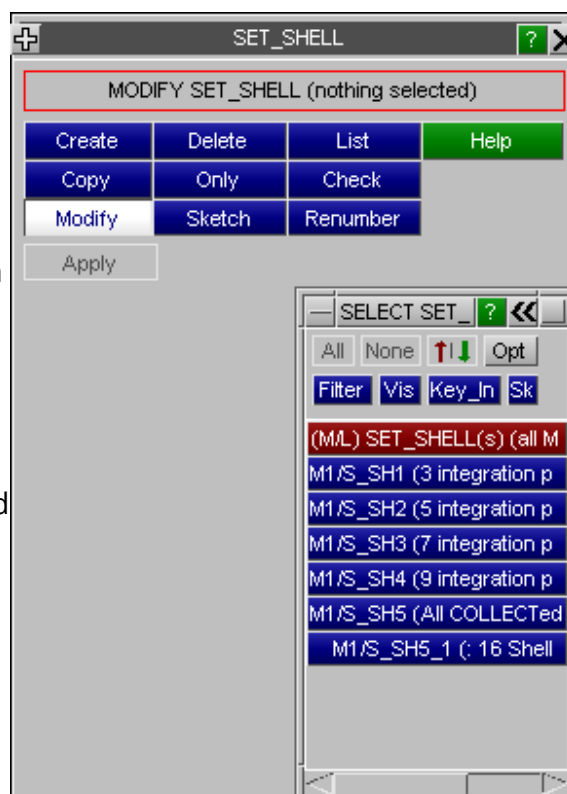 SET_SHELL ? X
MODIFY SET_SHELL (nothing selected)
Create Delete List Help
Copy Only Check
Modify Sketch Renumber
Apply
SELECT SET_ ?
All None Opt
Filter Vis Key_In Sk
(M/L) SET_SHELL(s) (all M
M1/S_SH1 (3 integration p
M1/S_SH2 (5 integration p
M1/S_SH3 (7 integration p
M1/S_SH4 (9 integration p
M1/S_SH5 (All COLLECTed
M1/S_SH5_1 (: 16 Shell